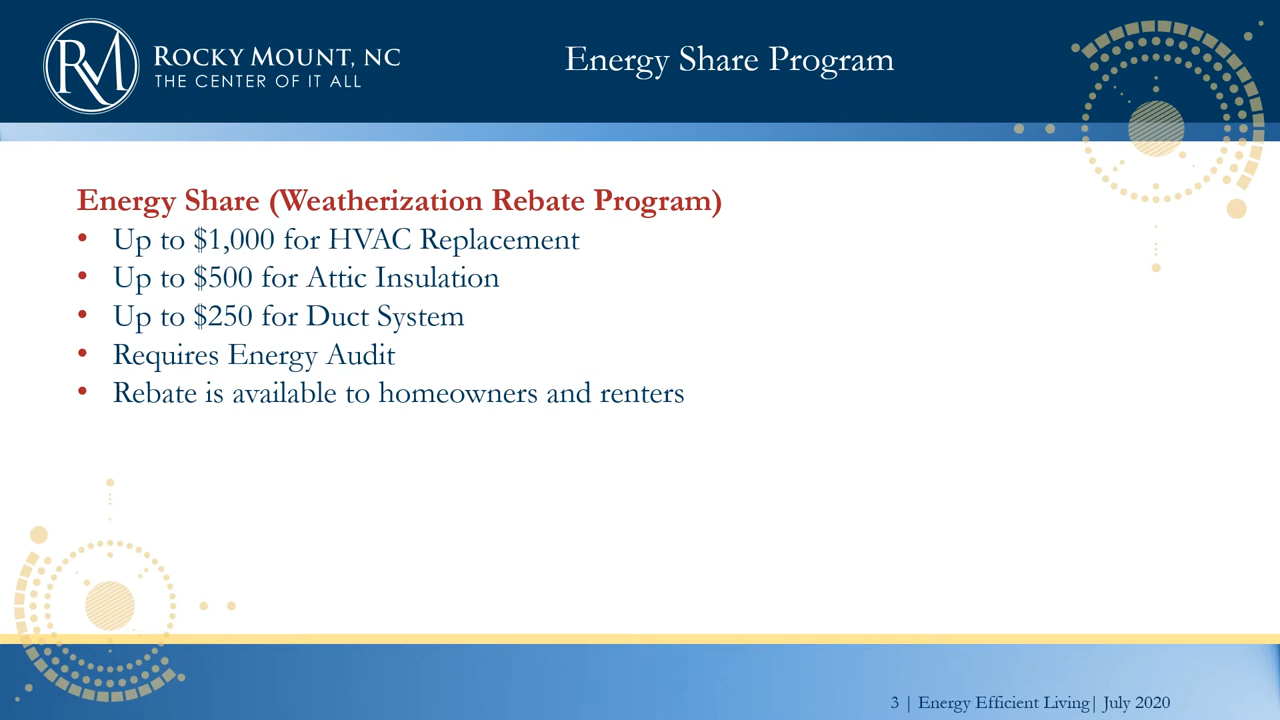 RM
ROCKY MOUNT, NC
THE CENTER OF IT ALL
Energy Share Program
Energy Share (Weatherization Rebate Program)
• Up to $1,000 for HVAC Replacement
• Up to $500 for Attic Insulation
• Up to $250 for Duct System
• Requires Energy Audit
• Rebate is available to homeowners and renters
3 | Energy Efficient Living| July 2020